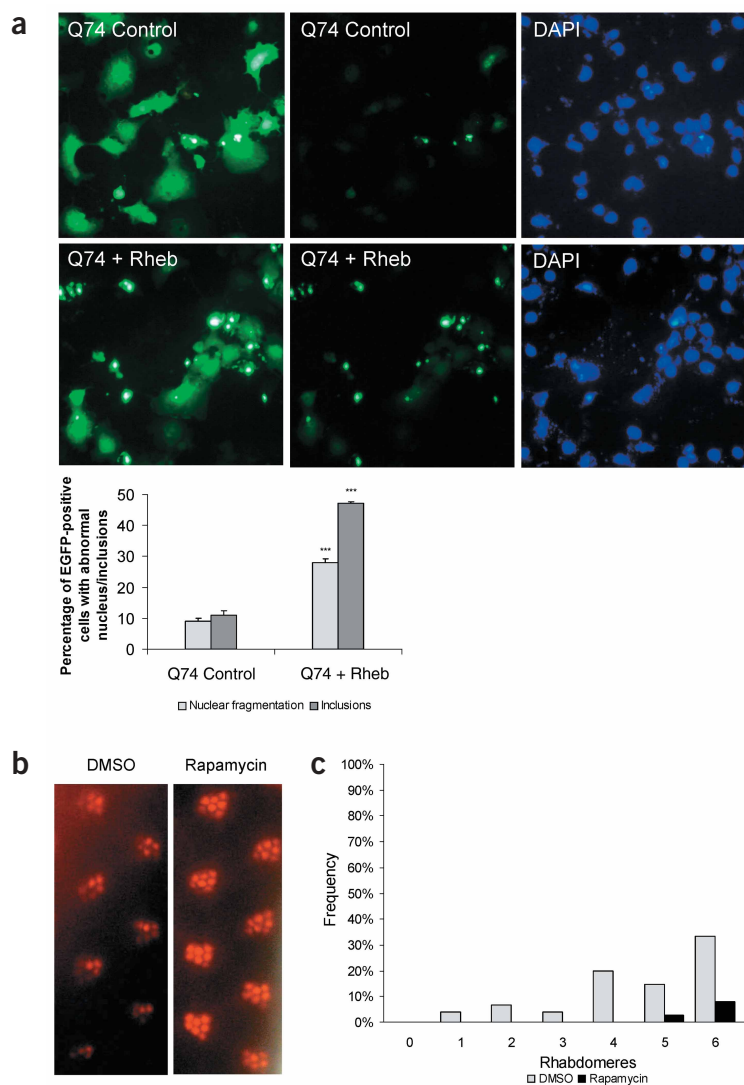 a
Q74 Control
Q74 Control
DAPI
Q74 + Rheb
Q74 + Rheb
DAPI
Percentage of EGFP-positive
cells with abnormal
nucleus/inclusions
50
40
30
20
10
0
***
***
Q74 Control
Q74 + Rheb
Nuclear fragmentation
Inclusions
b
DMSO
Rapamycin
c
Frequency
100%
90%
80%
70%
60%
50%
40%
30%
20%
10%
0%
0 1 2 3 4 5 6
Rhabdomeres
DMSO
Rapamycin